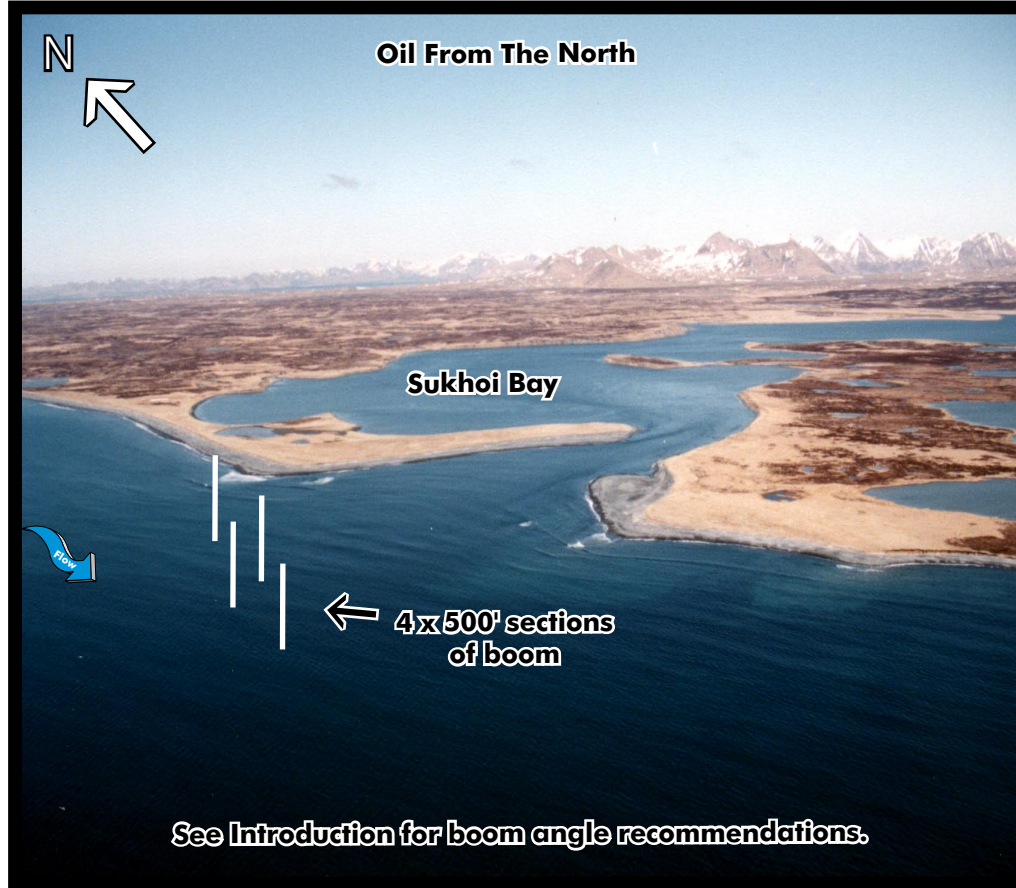 N
Oil From The North
Sukhoi Bay
Flow
4 x 500' sections
of boom
See Introduction for boom angle recommendations.